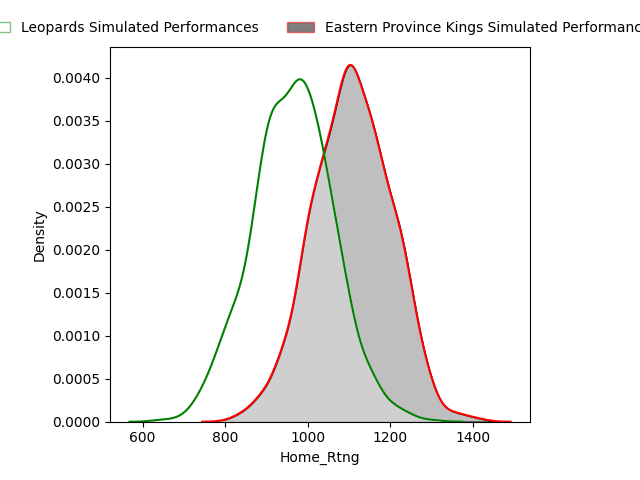 Leopards Simulated Performances Eastern Province Kings Simulated Performanc
0.0040
0.0035
0.0030
0.0025
0.0020
0.0015
0.0010
0.0005
0.0000
Density
600 800 1000 1200 1400
Home_Rtng